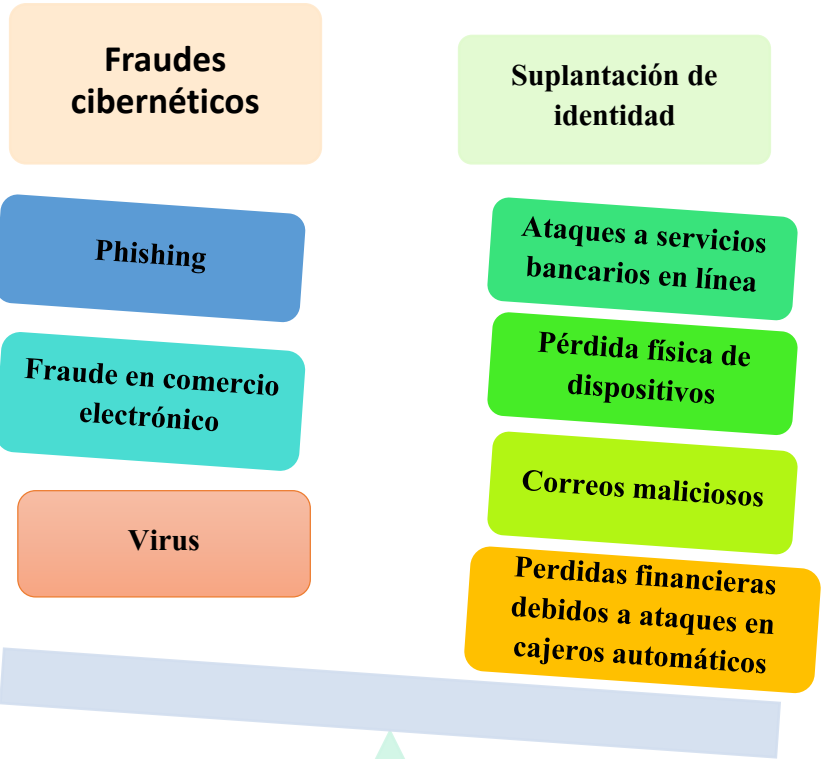 Fraudes
cibernéticos
Phishing
Fraude en comercio
electrónico
Virus
Suplantación de
identidad
Ataques a servicios
bancarios en línea
Pérdida física de
dispositivos
Correos maliciosos
Perdidas financieras
debidos a ataques en
cajeros automáticos